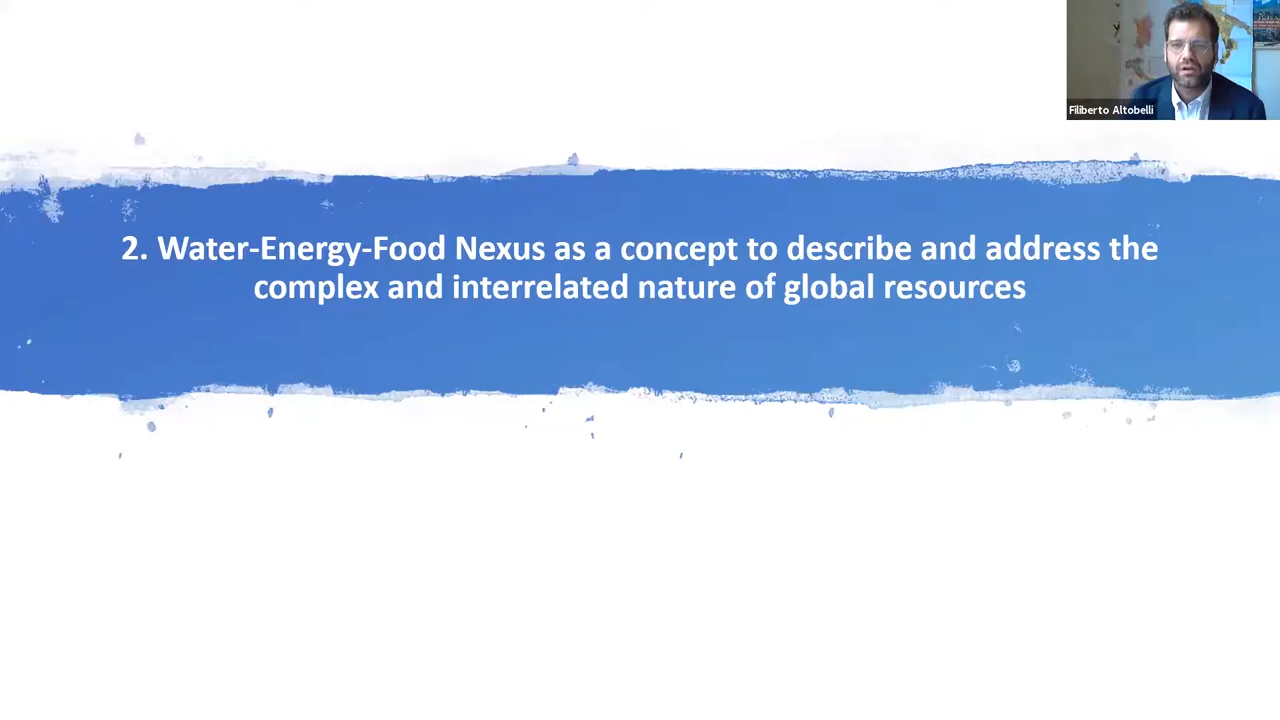 Filiberto Altobelli
2. Water-Energy-Food Nexus as a concept to describe and address the
complex and interrelated nature of global resources